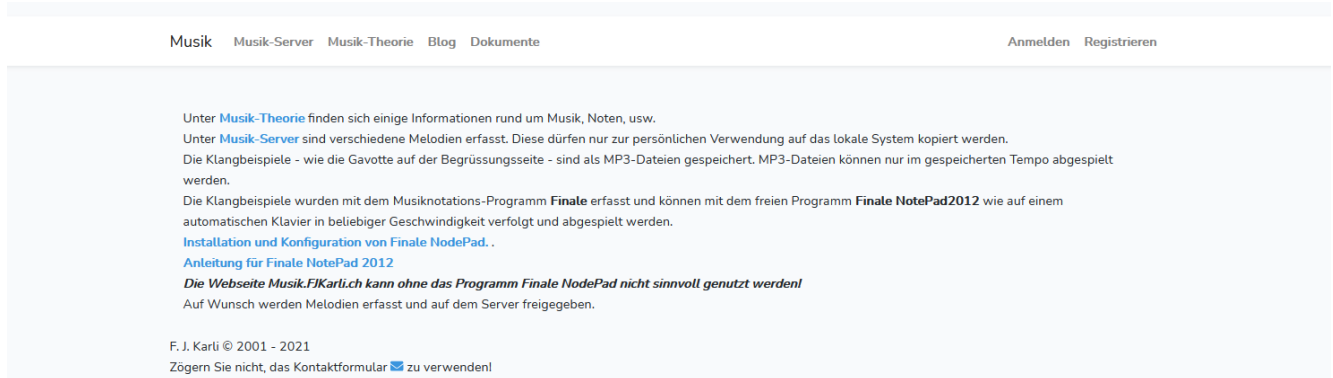 Musik Musik-Server Musik-Theorie Blog Dokumente Anmelden Registrieren
Unter Musik-Theorie finden sich einige Informationen rund um Musik, Noten, usw.
Unter Musik-Server sind verschiedene Melodien erfasst. Diese dürfen nur zur persönlichen Verwendung auf das lokale System kopiert werden.
Die Klangbeispiele - wie die Gavotte auf der Begrüssungsseite - sind als MP3-Dateien gespeichert. MP3-Dateien können nur im gespeicherten Tempo abgespielt
werden.
Die Klangbeispiele wurden mit dem Musiknotations-Programm Finale erfasst und können mit dem freien Programm Finale NotePad2012 wie auf einem
automatischen Klavier in beliebiger Geschwindigkeit verfolgt und abgespielt werden.
Installation und Konfiguration von Finale NodePad. .
Anleitung für Finale NotePad 2012
Die Webseite Musik.FJKarli.ch kann ohne das Programm Finale NodePad nicht sinnvoll genutzt werden!
Auf Wunsch werden Melodien erfasst und auf dem Server freigegeben.
F. J. Karli © 2001 - 2021
Zögern Sie nicht, das Kontaktformular zu verwenden!